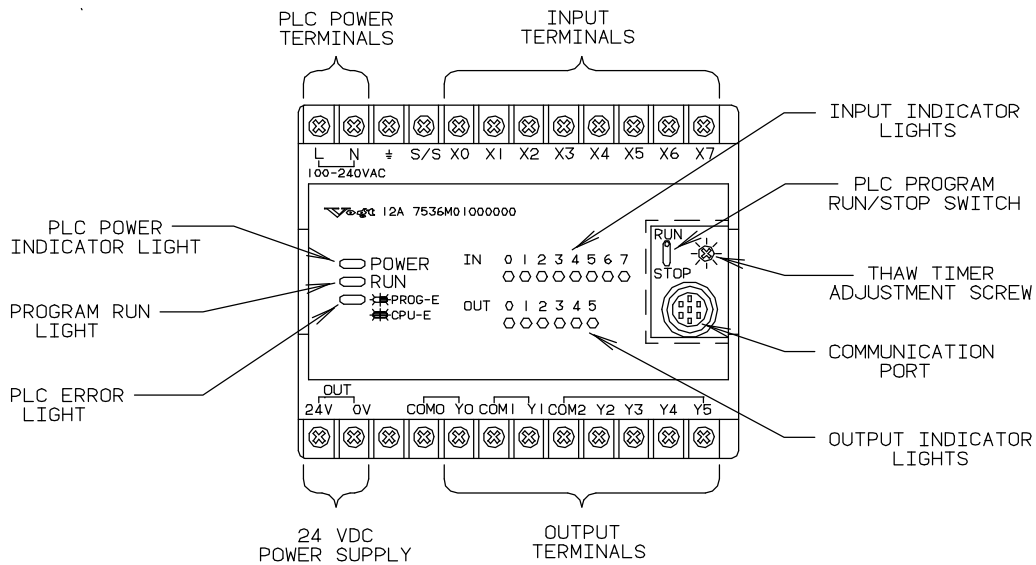 PLC POWER
TERMINALS
INPUT
TERMINALS
INPUT INDICATOR
LIGHTS
PLC PROGRAM
RUN/STOP SWITCH
THAW TIMER
ADJUSTMENT SCREW
COMMUNICATION
PORT
OUTPUT INDICATOR
LIGHTS
PLC POWER
INDICATOR LIGHT
PROGRAM RUN
LIGHT
PLC ERROR
LIGHT
L N ⏚ S/S X0 X1 X2 X3 X4 X5 X6 X7
100-240VAC
12A 7536M01000000
POWER
RUN
PROG-E
CPU-E
IN 0 1 2 3 4 5 6 7
OUT 0 1 2 3 4 5
RUN
STOP
OUT
24V 0V COM0 Y0 COM1 Y1 COM2 Y2 Y3 Y4 Y5
24 VDC
POWER SUPPLY
OUTPUT
TERMINALS